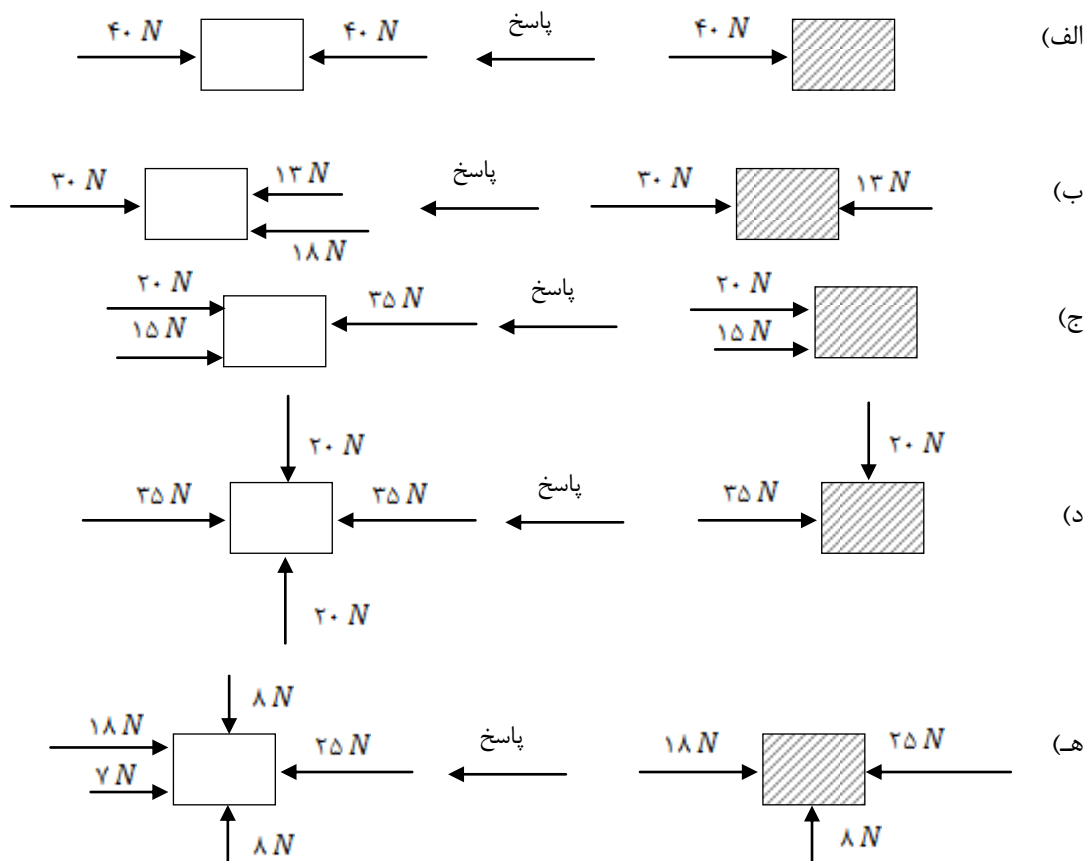 الف) ۴۰ N پاسخ ۴۰ N ۴۰ N
ب) ۱۳ N ۳۰ N پاسخ ۱۳ N ۳۰ N
۱۸ N
ج) ۲۰ N پاسخ ۳۵ N ۲۰ N
۱۵ N ۱۵ N
۲۰ N ۲۰ N
د) ۳۵ N پاسخ ۳۵ N ۳۵ N
۲۰ N
۸ N
هـ) ۲۵ N ۱۸ N پاسخ ۲۵ N ۱۸ N
۷ N
۸ N ۸ N